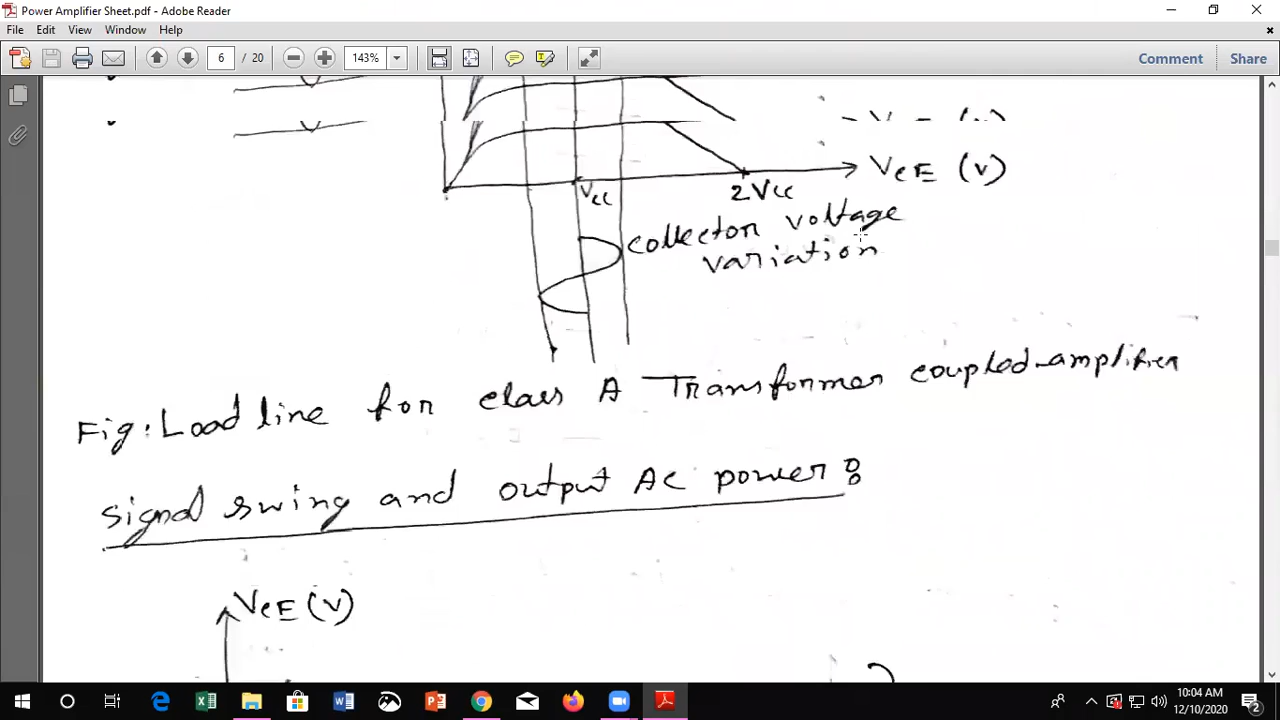 Power Amplifier Sheet.pdf - Adobe Reader
File Edit View Window Help
6 / 20 143% Comment Share
VCE (V)
VCC 2VCC
collector voltage
variation
Fig: Load line for class A Transformer coupled amplifier
signal swing and output AC power:
VCE (V)
10:04 AM
12/10/2020
2